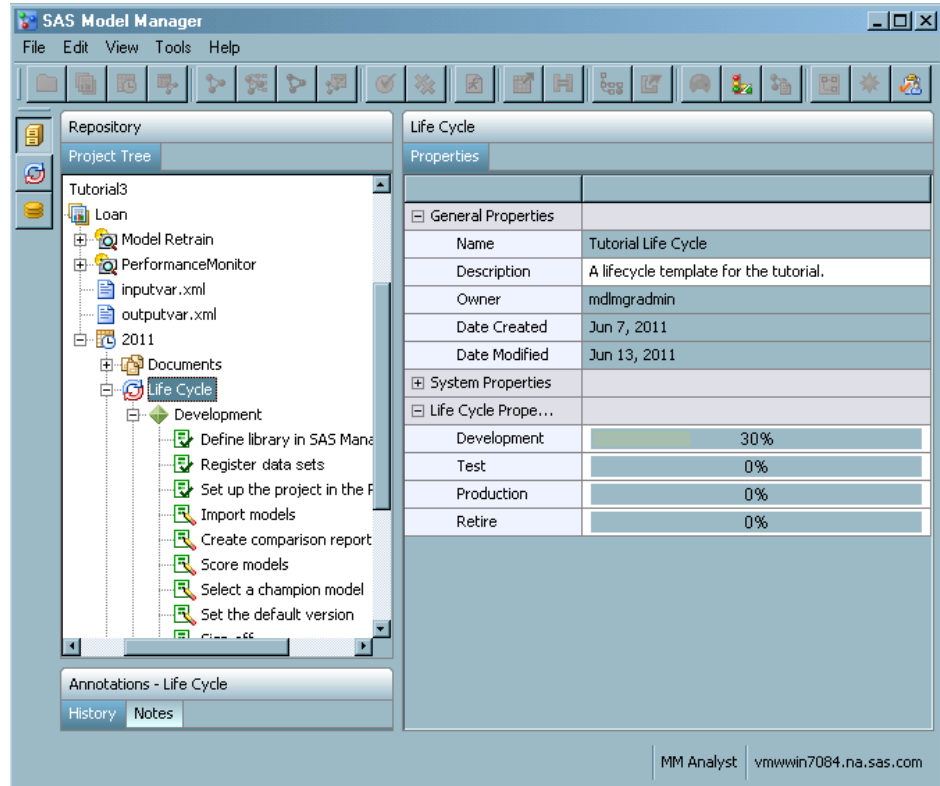 SAS Model Manager
File Edit View Tools Help
Repository
Project Tree
Tutorial3
Loan
Model Retrain
PerformanceMonitor
inputvar.xml
outputvar.xml
2011
Documents
Life Cycle
Development
Define library in SAS Mana
Register data sets
Set up the project in the
Import models
Create comparison report
Score models
Select a champion model
Set the default version
Annotations - Life Cycle
History Notes
Life Cycle
Properties
General Properties
Name Tutorial Life Cycle
Description A lifecycle template for the tutorial.
Owner mdlmgradmin
Date Created Jun 7, 2011
Date Modified Jun 13, 2011
System Properties
Life Cycle Prope...
Development 30%
Test 0%
Production 0%
Retire 0%
MM Analyst vmwwin7084.na.sas.com